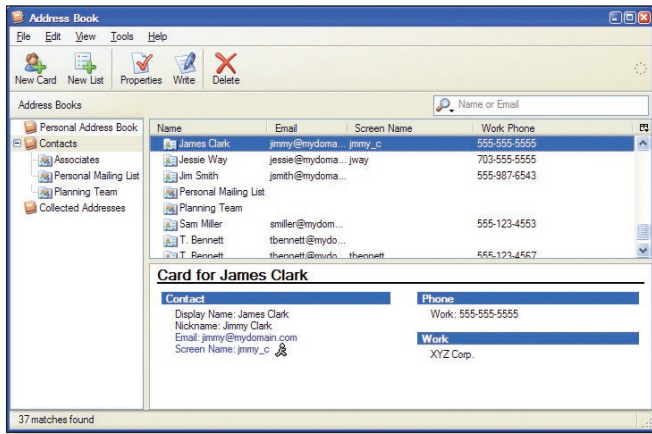 Address Book
File Edit View Tools Help
New Card New List Properties Write Delete
Address Books
Name or Email
Personal Address Book
Contacts
Associates
Personal Mailing List
Planning Team
Collected Addresses
Name Email Screen Name Work Phone
James Clark jimmy@mydoma... jimmy_c 555-555-5555
Jessie Way jessie@mydoma... jway 703-555-5555
Jim Smith jsmith@mydoma... 555-987-6543
Personal Mailing List
Planning Team
Sam Miller smiller@mydom... 555-123-4553
T. Bennett tbennett@mydo...
T. Bennett tbennett@mydo... tbennett 555-123-4567
Card for James Clark
Contact
Display Name: James Clark
Nickname: Jimmy Clark
Email: jimmy@mydomain.com
Screen Name: jmmy_c
Phone
Work: 555-555-5555
Work
XYZ Corp.
37 matches found